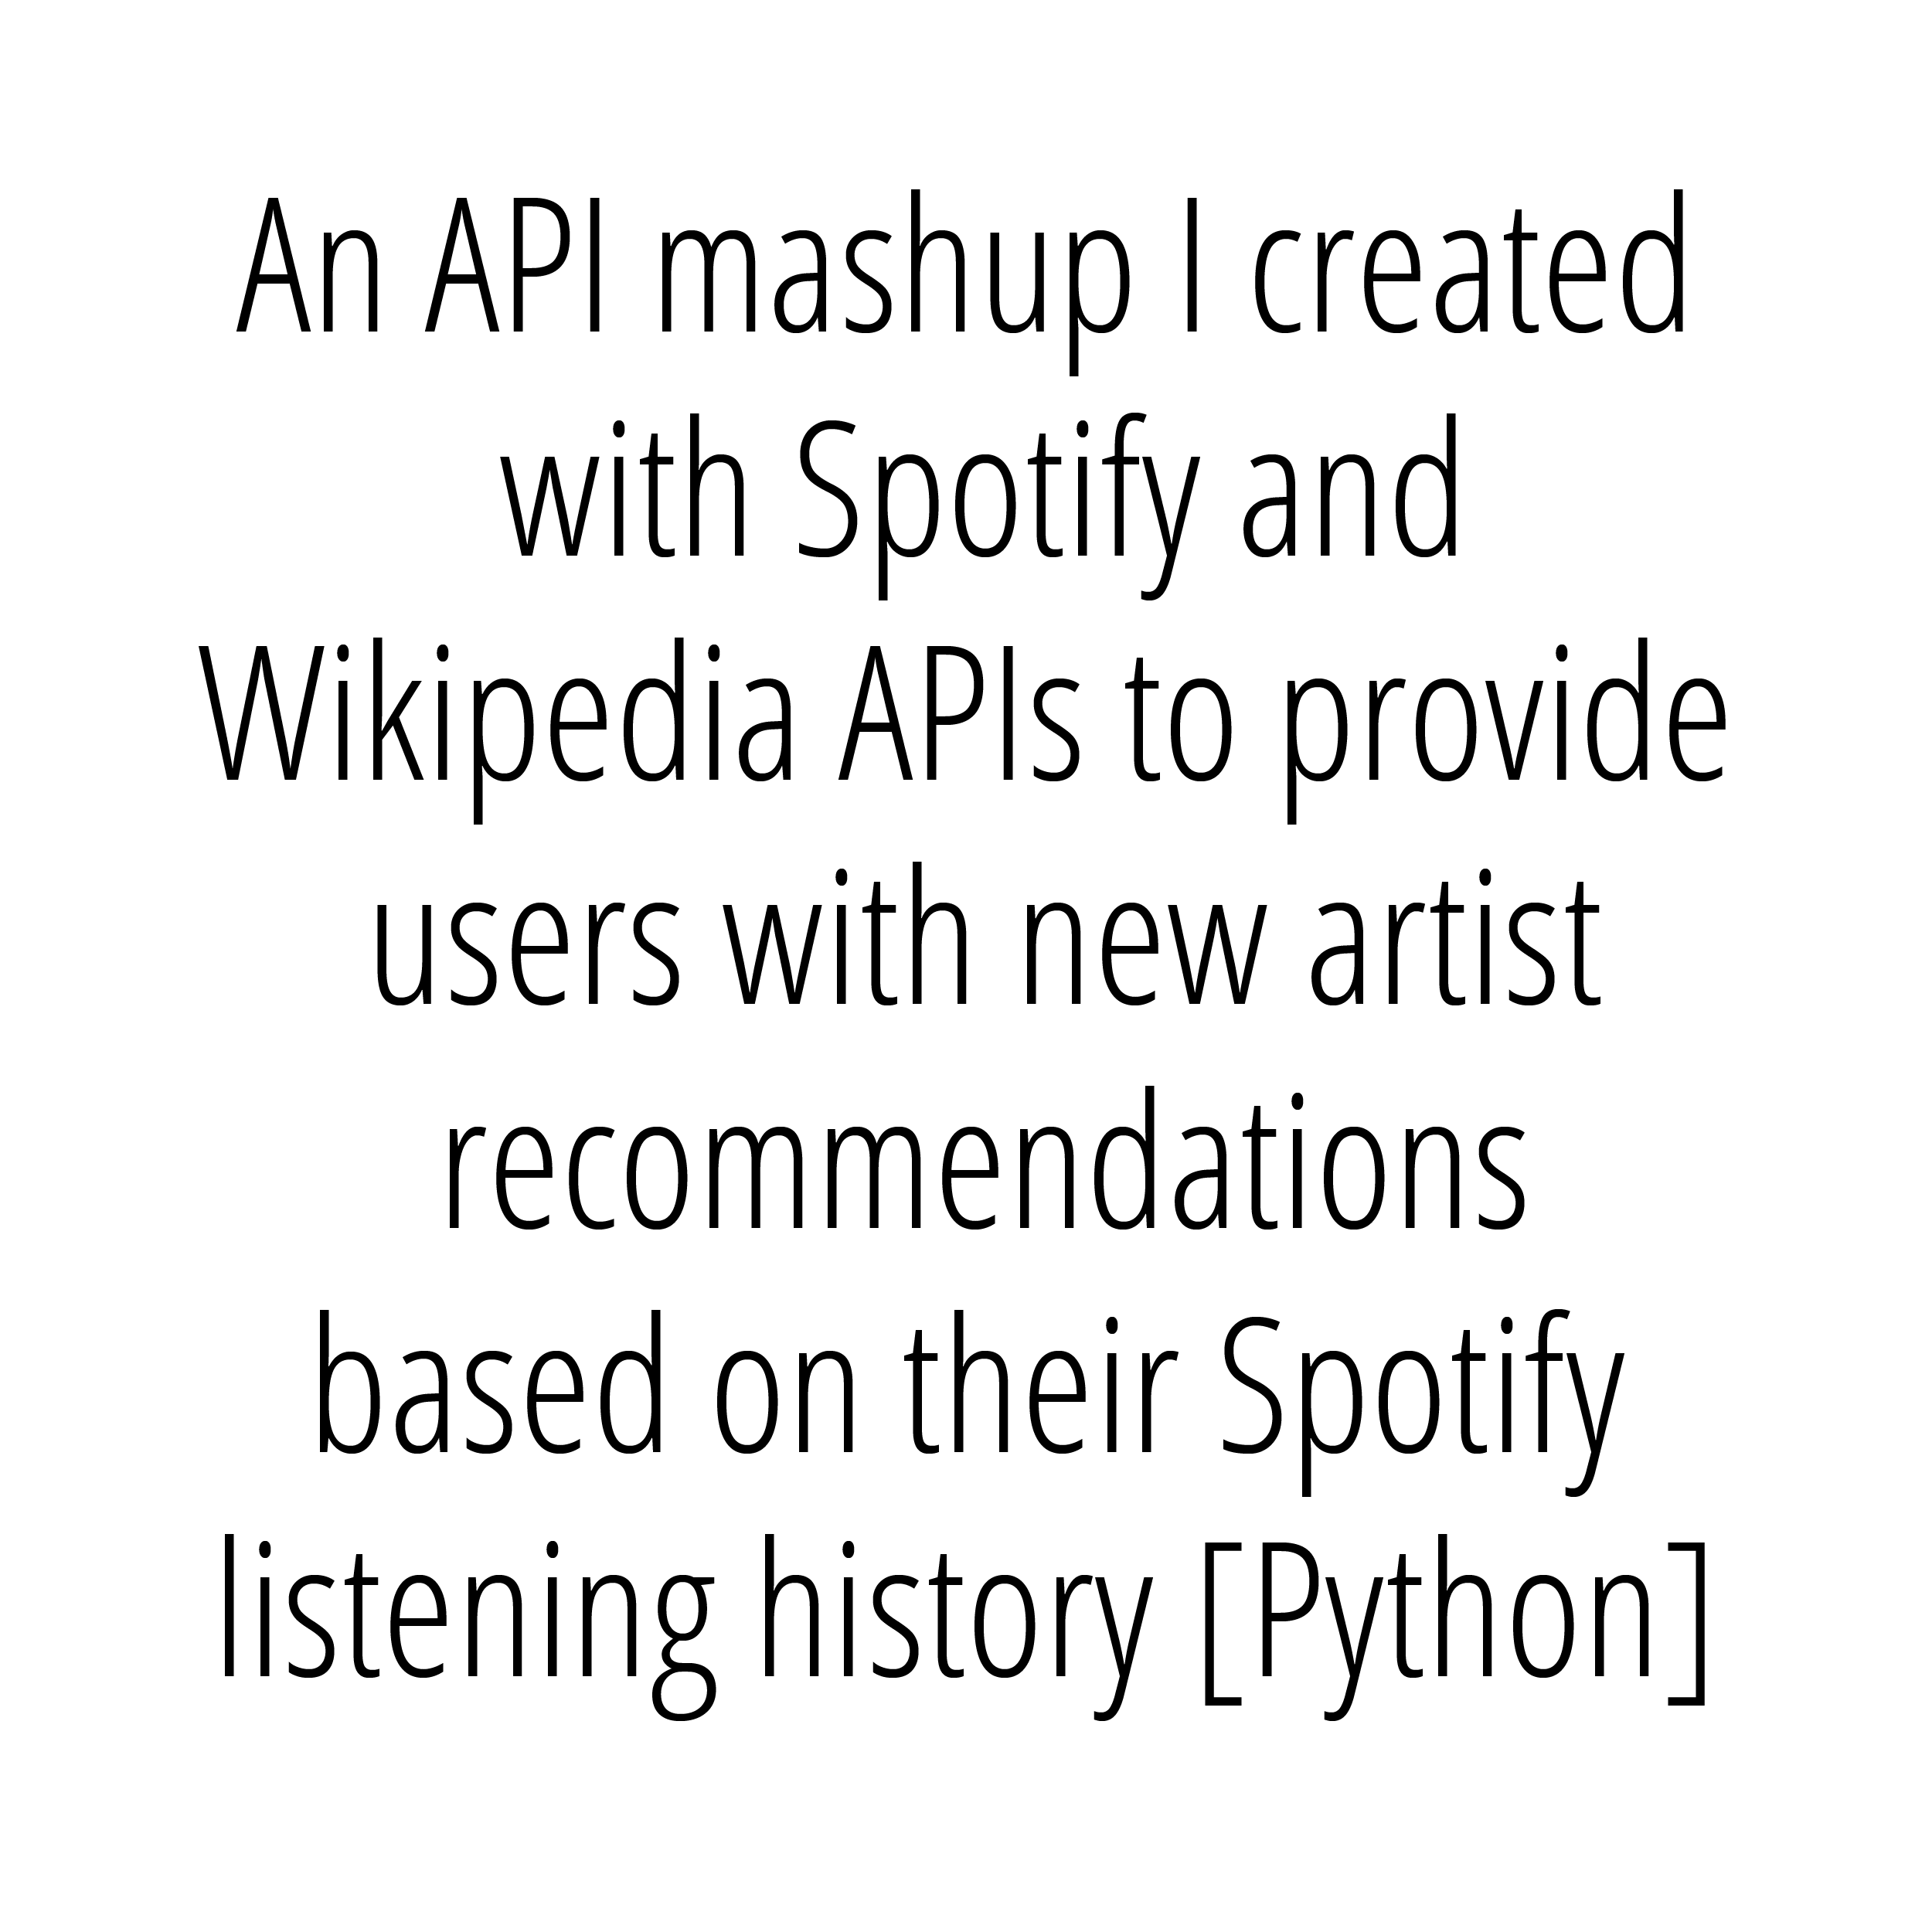 An API mashup I created
with Spotify and
Wikipedia APIs to provide
users with new artist
recommendations
based on their Spotify
listening history [Python]